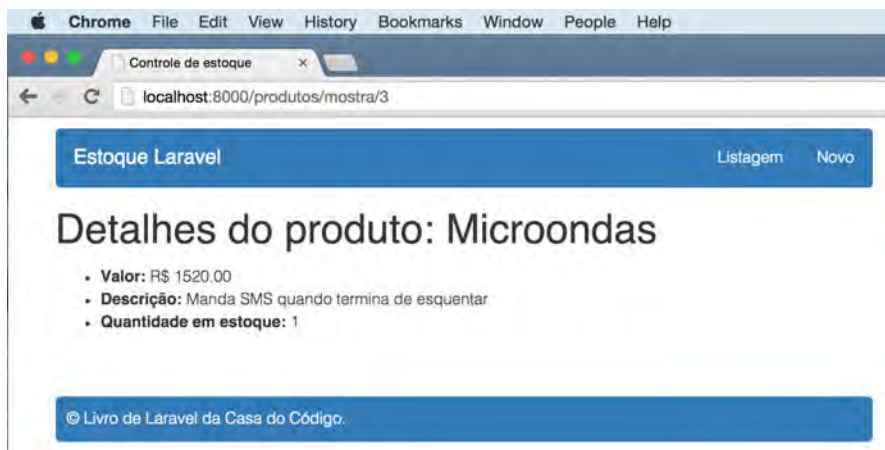 Chrome File Edit View History Bookmarks Window People Help
Controle de estoque ×
localhost:8000/produtos/mostra/3
Estoque Laravel Listagem Novo
Detalhes do produto: Microondas
• Valor: R$ 1520.00
• Descrição: Manda SMS quando termina de esquentar
• Quantidade em estoque: 1
© Livro de Laravel da Casa do Código.